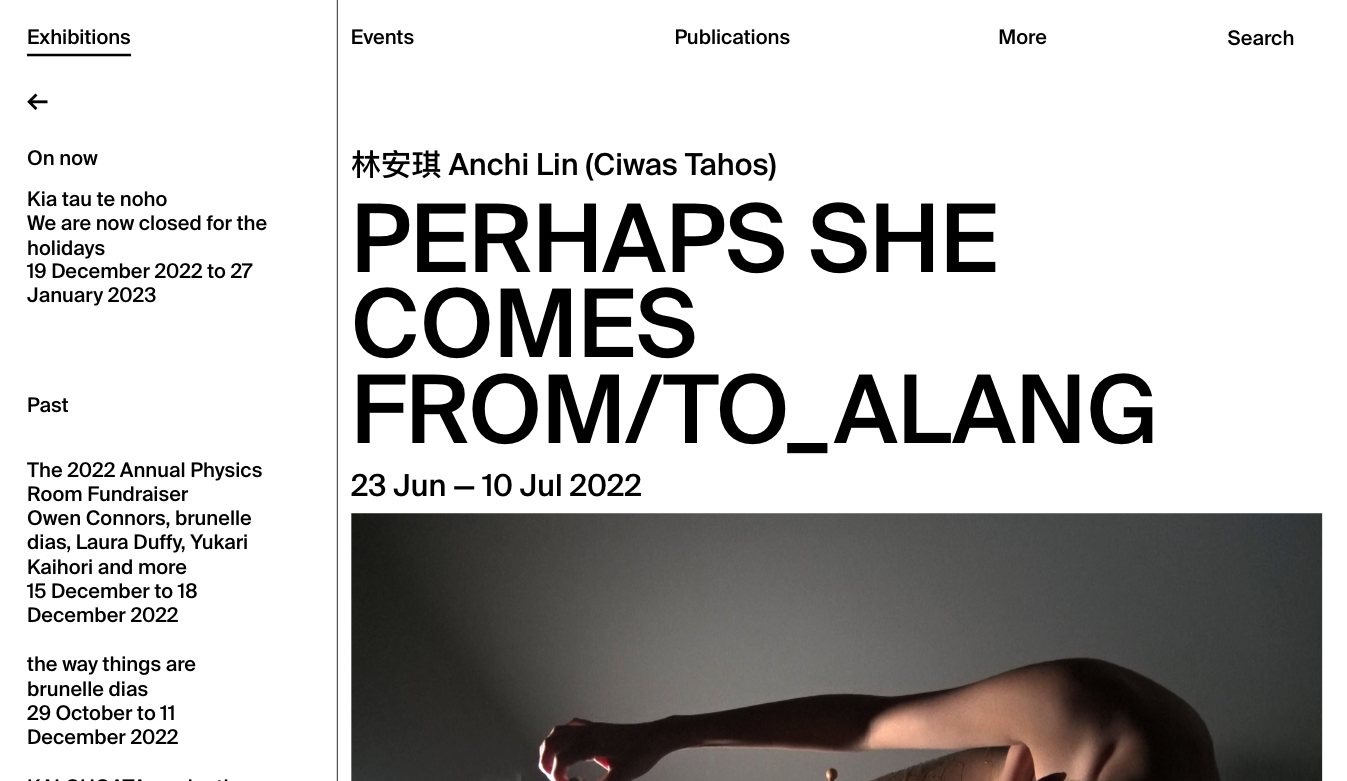 Exhibitions
Events
Publications
More
Search
←
On now
Kia tau te noho
We are now closed for the
holidays
19 December 2022 to 27
January 2023
Past
The 2022 Annual Physics
Room Fundraiser
Owen Connors, brunelle
dias, Laura Duffy, Yukari
Kaihori and more
15 December to 18
December 2022
the way things are
brunelle dias
29 October to 11
December 2022
林安琪 Anchi Lin (Ciwas Tahos)
PERHAPS SHE
COMES
FROM/TO_ALANG
23 Jun — 10 Jul 2022